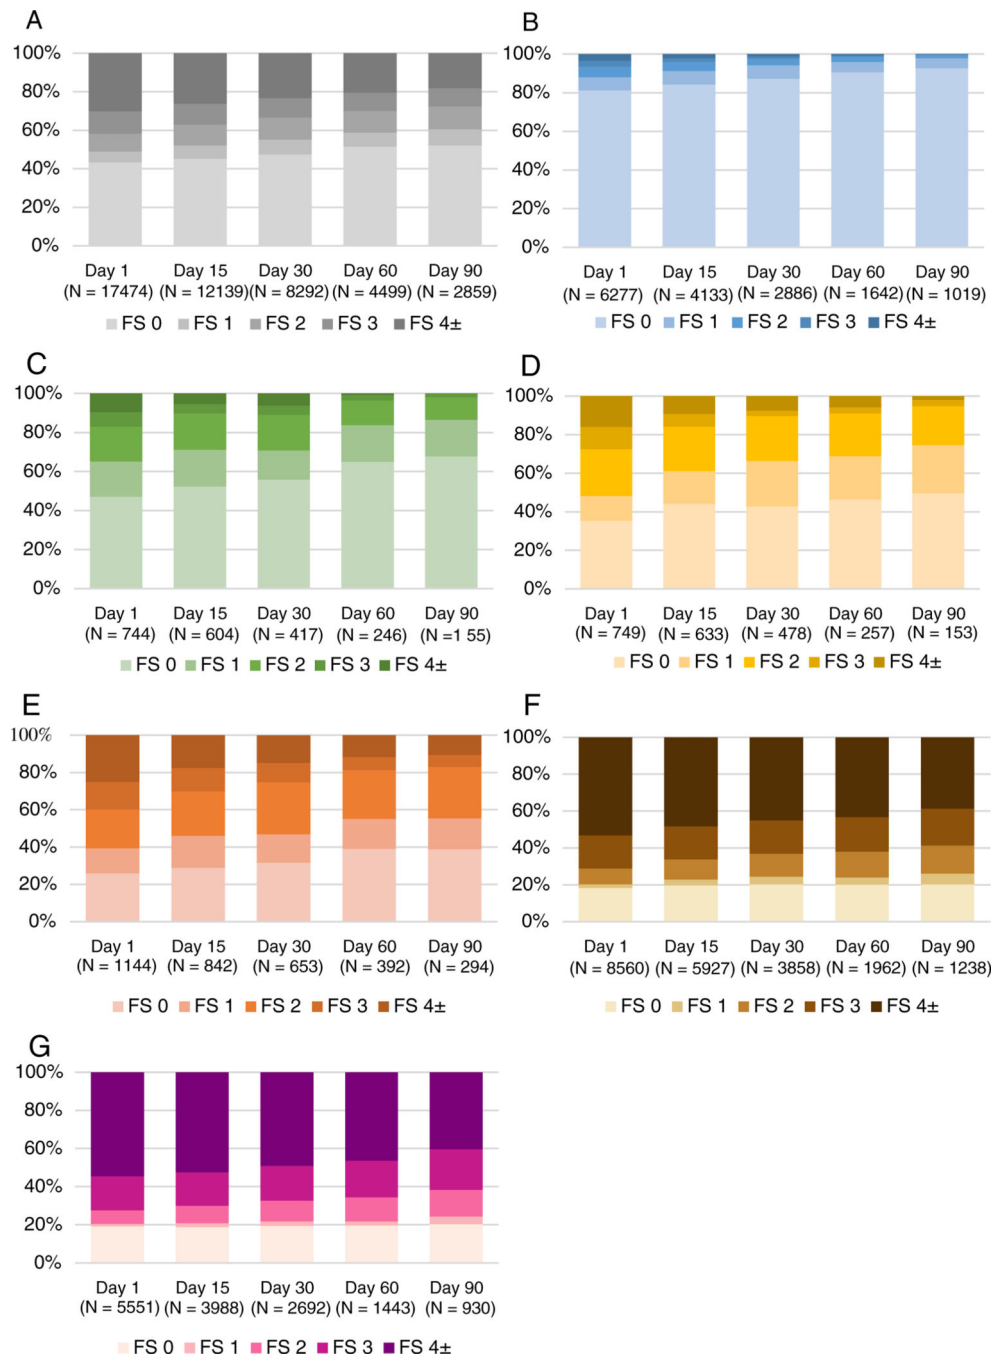 A
100%
80%
60%
40%
20%
0%
Day 1 Day 15 Day 30 Day 60 Day 90
(N = 17474) (N = 12139) (N = 8292) (N = 4499) (N = 2859)
FS 0 FS 1 FS 2 FS 3 FS 4±
B
100%
80%
60%
40%
20%
0%
Day 1 Day 15 Day 30 Day 60 Day 90
(N = 6277) (N = 4133) (N = 2886) (N = 1642) (N = 1019)
FS 0 FS 1 FS 2 FS 3 FS 4±
C
100%
80%
60%
40%
20%
0%
Day 1 Day 15 Day 30 Day 60 Day 90
(N = 744) (N = 604) (N = 417) (N = 246) (N =1 55)
FS 0 FS 1 FS 2 FS 3 FS 4±
D
100%
80%
60%
40%
20%
0%
Day 1 Day 15 Day 30 Day 60 Day 90
(N = 749) (N = 633) (N = 478) (N = 257) (N = 153)
FS 0 FS 1 FS 2 FS 3 FS 4±
E
100%
80%
60%
40%
20%
0%
Day 1 Day 15 Day 30 Day 60 Day 90
(N = 1144) (N = 842) (N = 653) (N = 392) (N = 294)
FS 0 FS 1 FS 2 FS 3 FS 4±
F
100%
80%
60%
40%
20%
0%
Day 1 Day 15 Day 30 Day 60 Day 90
(N = 8560) (N = 5927) (N = 3858) (N = 1962) (N = 1238)
FS 0 FS 1 FS 2 FS 3 FS 4±
G
100%
80%
60%
40%
20%
0%
Day 1 Day 15 Day 30 Day 60 Day 90
(N = 5551) (N = 3988) (N = 2692) (N = 1443) (N = 930)
FS 0 FS 1 FS 2 FS 3 FS 4±